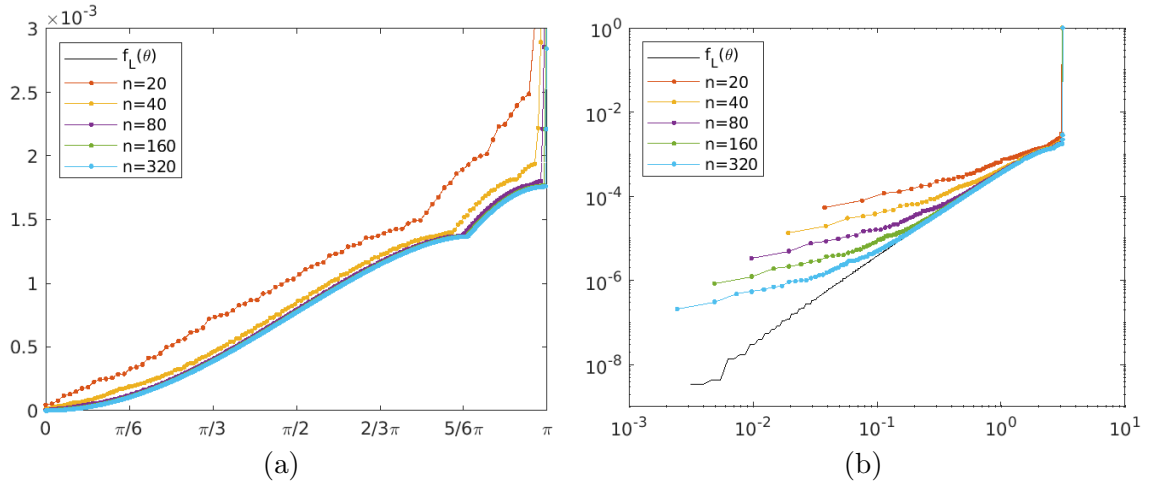 ×10⁻³
3
2.5
2
1.5
1
0.5
0
0
π/6
π/3
π/2
2/3π
5/6π
π
f_L(θ)
n=20
n=40
n=80
n=160
n=320
(a)
10⁰
10⁻²
10⁻⁴
10⁻⁶
10⁻⁸
10⁻³
10⁻²
10⁻¹
10⁰
10¹
f_L(θ)
n=20
n=40
n=80
n=160
n=320
(b)